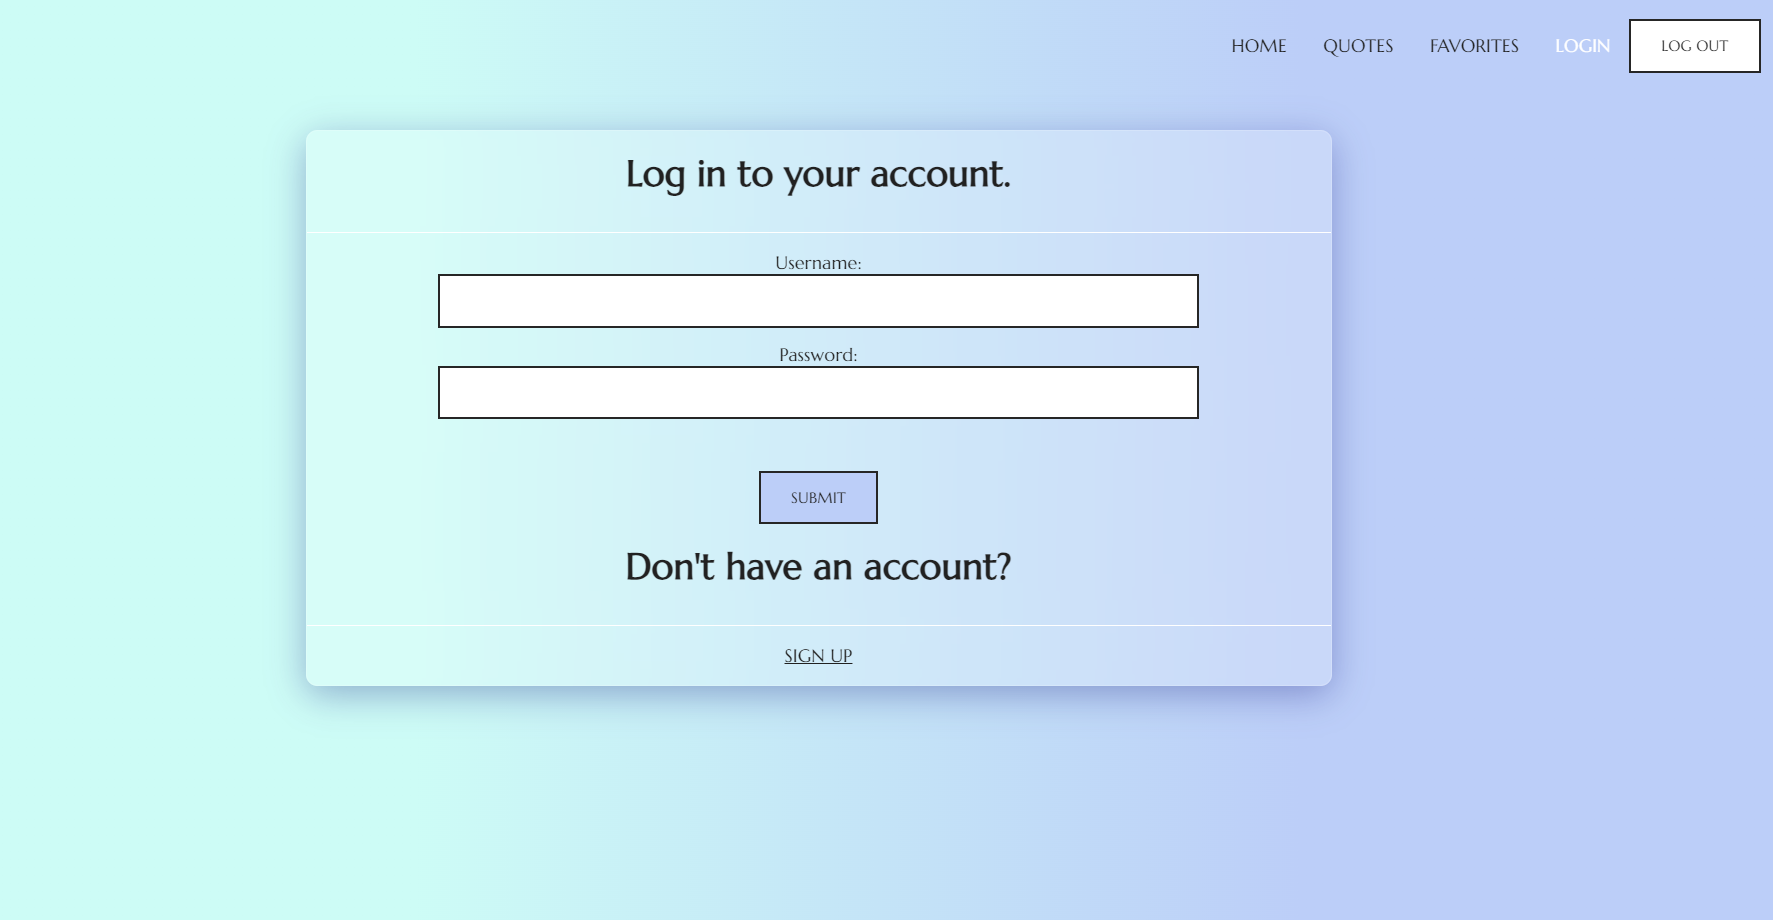 HOME QUOTES FAVORITES LOGIN LOG OUT
Log in to your account.
Username:
Password:
SUBMIT
Don't have an account?
SIGN UP